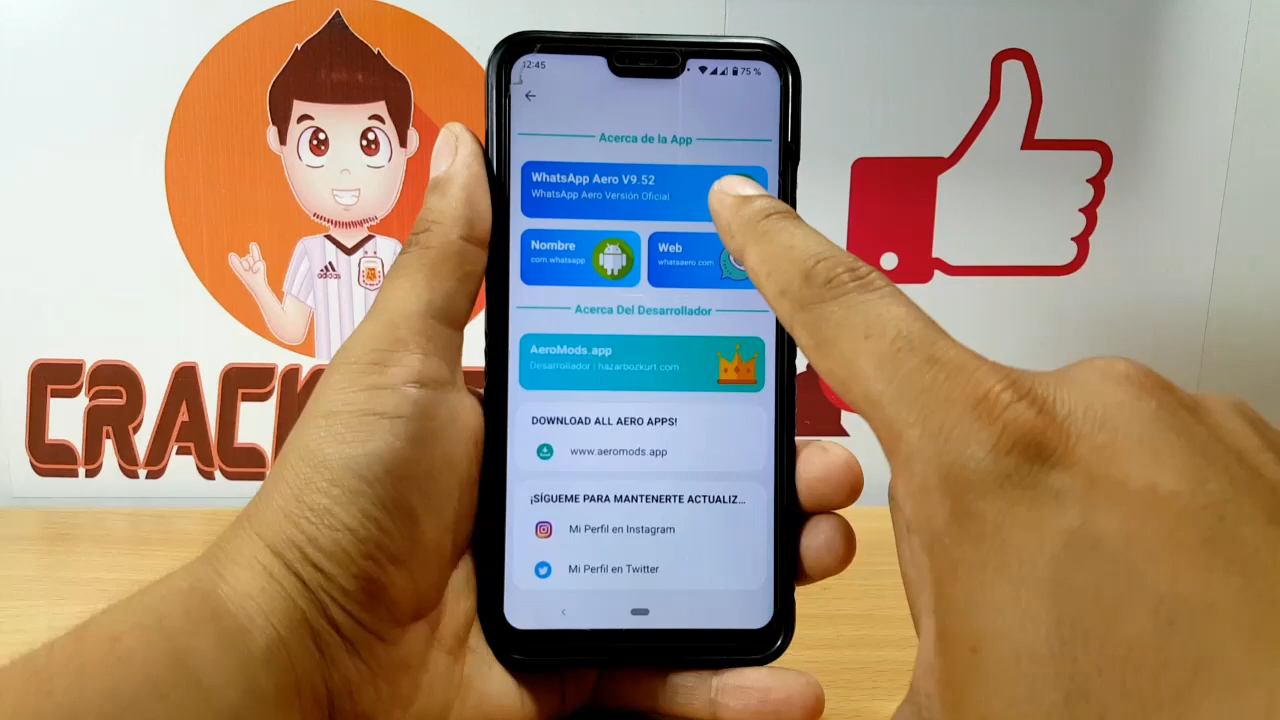 12:45
75 %
Acerca de la App
WhatsApp Aero V9.52
WhatsApp Aero Versión Oficial
Nombre
com.whatsapp
Web
whatsaero.com
Acerca Del Desarrollador
AeroMods.app
Desarrollador | hazarbozkurt.com
DOWNLOAD ALL AERO APPS!
www.aeromods.app
¡SÍGUEME PARA MANTENERTE ACTUALIZ...
Mi Perfil en Instagram
Mi Perfil en Twitter
adidas
CRAC